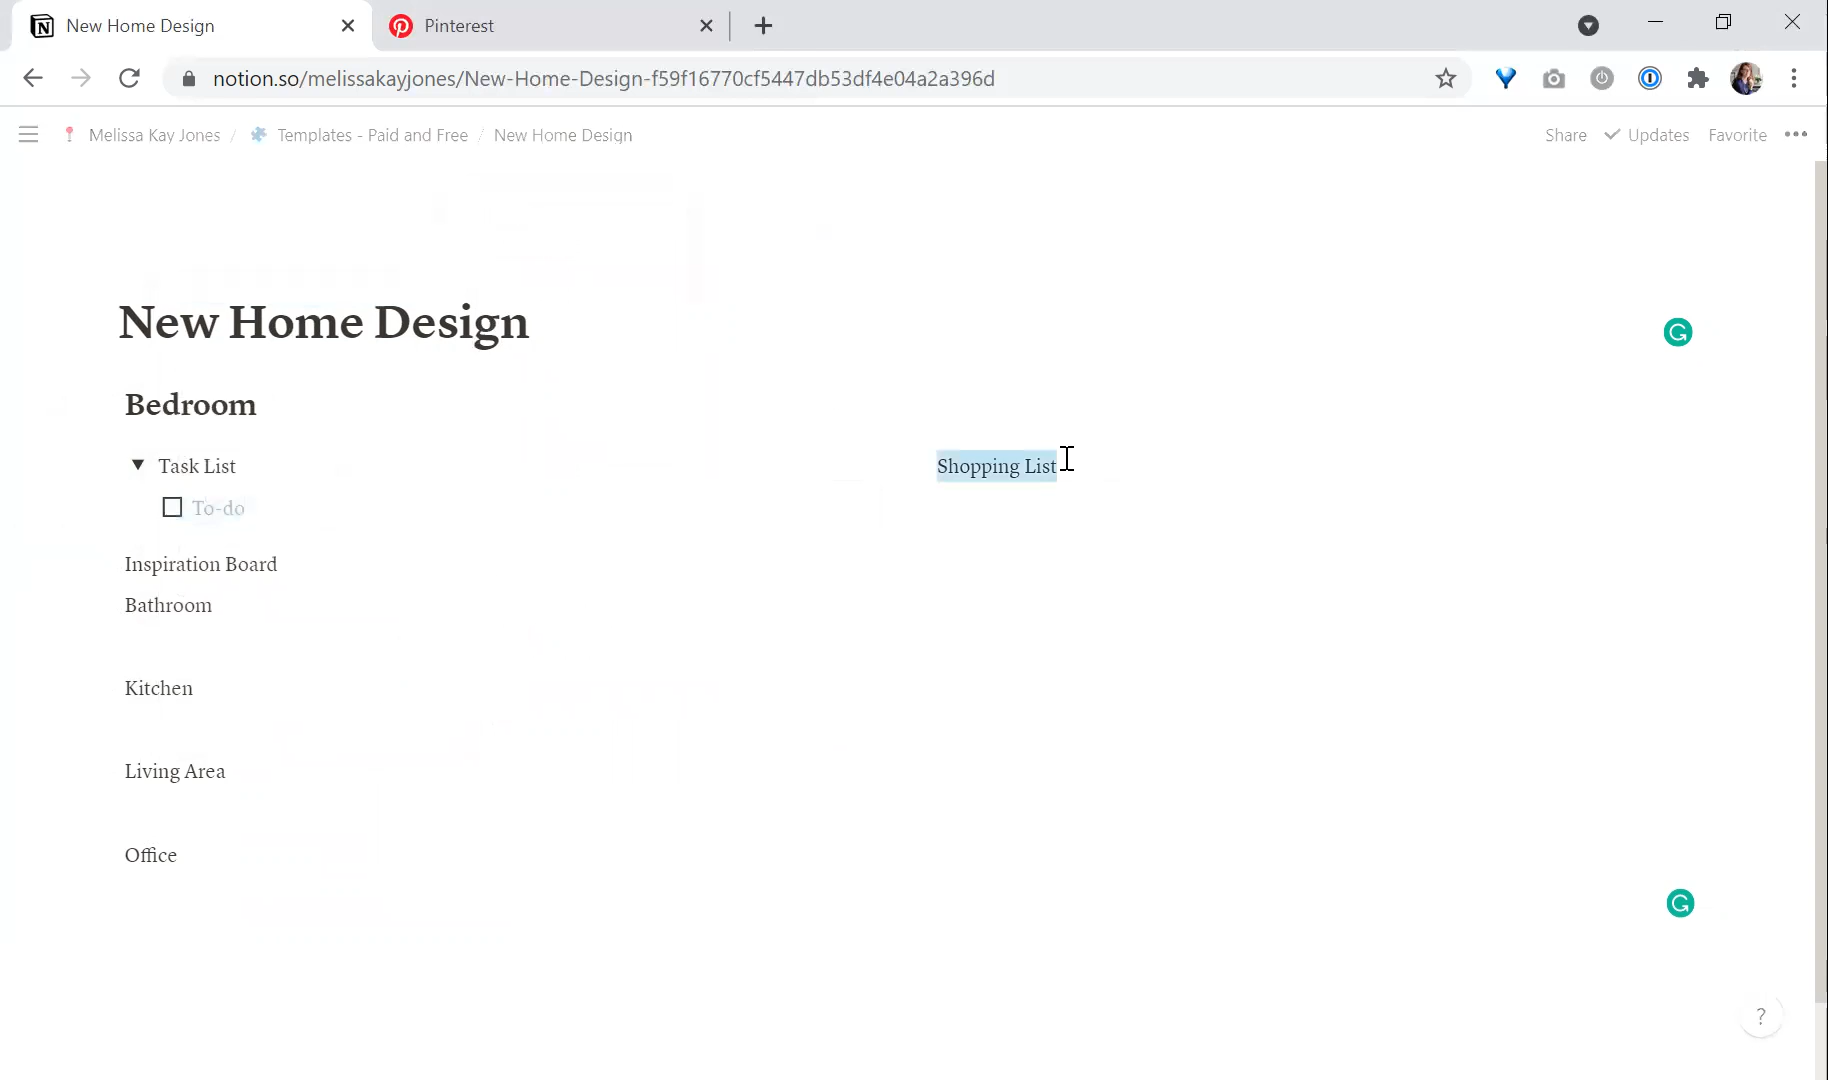 New Home Design
Pinterest
notion.so/melissakayjones/New-Home-Design-f59f16770cf5447db53df4e04a2a396d
Melissa Kay Jones / Templates - Paid and Free / New Home Design
Share Updates Favorite
New Home Design
Bedroom
Task List
Shopping List
To-do
Inspiration Board
Bathroom
Kitchen
Living Area
Office
?